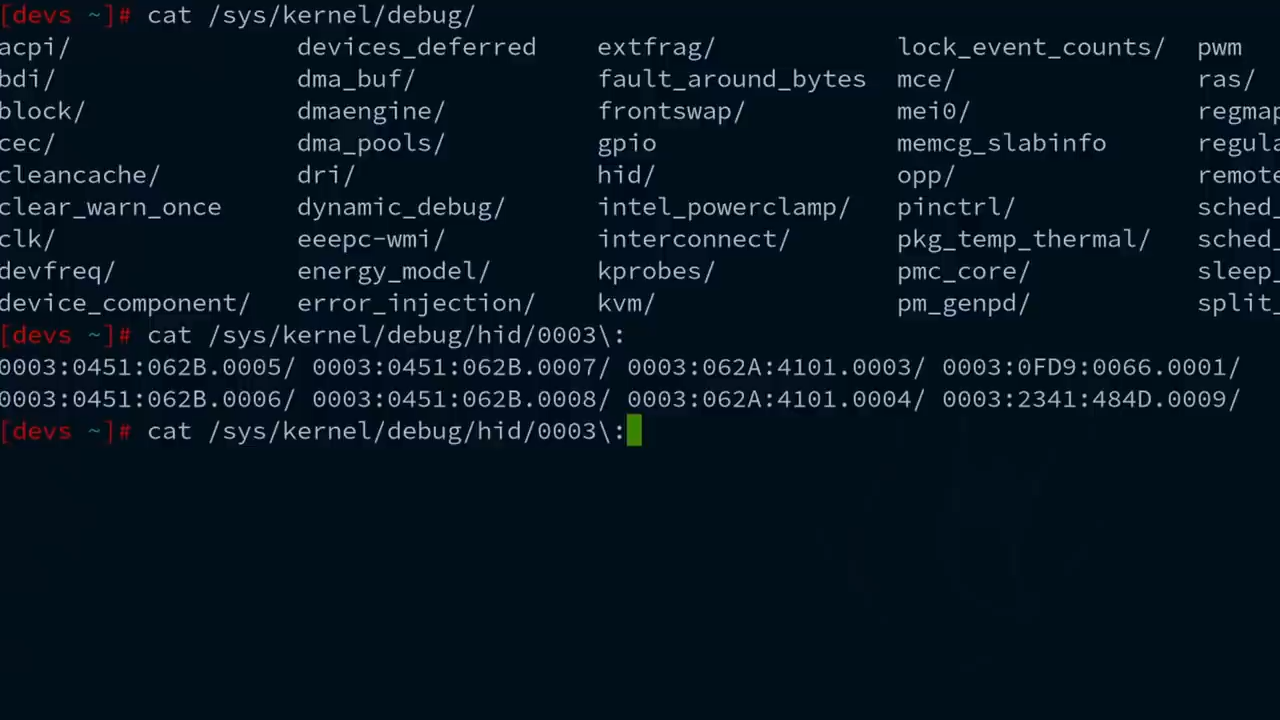 [devs ~]# cat /sys/kernel/debug/
acpi/ devices_deferred extfrag/ lock_event_counts/ pwm
bdi/ dma_buf/ fault_around_bytes mce/ ras/
block/ dmaengine/ frontswap/ mei0/ regmap
cec/ dma_pools/ gpio memcg_slabinfo regula
cleancache/ dri/ hid/ opp/ remote
clear_warn_once dynamic_debug/ intel_powerclamp/ pinctrl/ sched_
clk/ eeepc-wmi/ interconnect/ pkg_temp_thermal/ sched_
devfreq/ energy_model/ kprobes/ pmc_core/ sleep_
device_component/ error_injection/ kvm/ pm_genpd/ split_
[devs ~]# cat /sys/kernel/debug/hid/0003\:
0003:0451:062B.0005/ 0003:0451:062B.0007/ 0003:062A:4101.0003/ 0003:0FD9:0066.0001/
0003:0451:062B.0006/ 0003:0451:062B.0008/ 0003:062A:4101.0004/ 0003:2341:484D.0009/
[devs ~]# cat /sys/kernel/debug/hid/0003\: